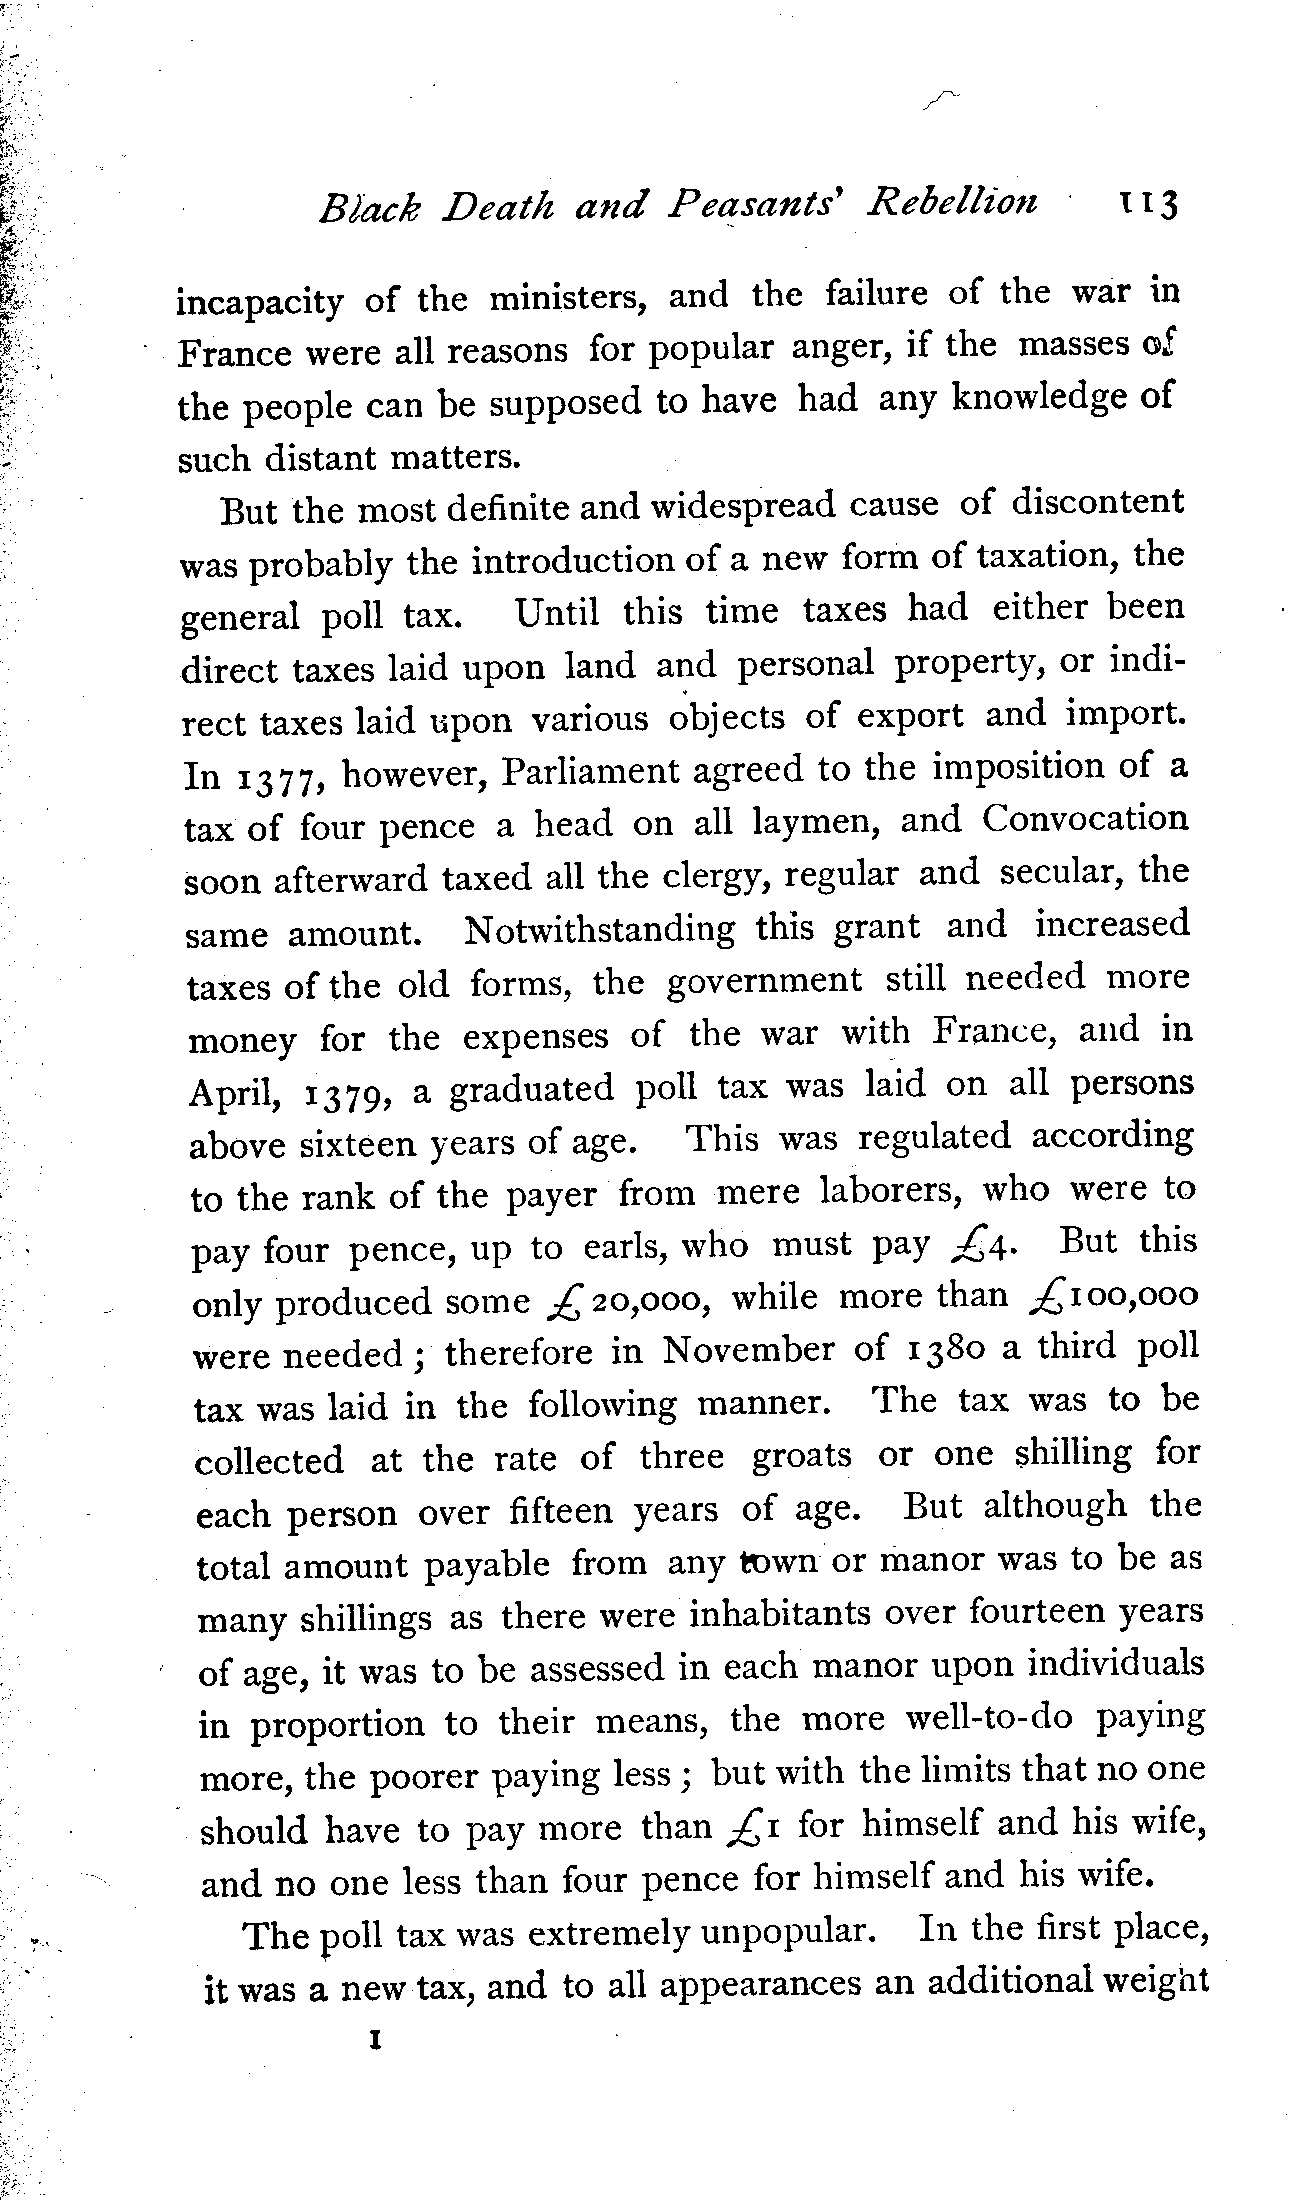 Black Death and Peasants' Rebellion 113
incapacity of the ministers, and the failure of the war in
France were all reasons for popular anger, if the masses of
the people can be supposed to have had any knowledge of
such distant matters.
But the most definite and widespread cause of discontent
was probably the introduction of a new form of taxation, the
general poll tax. Until this time taxes had either been
direct taxes laid upon land and personal property, or indi-
rect taxes laid upon various objects of export and import.
In 1377, however, Parliament agreed to the imposition of a
tax of four pence a head on all laymen, and Convocation
soon afterward taxed all the clergy, regular and secular, the
same amount. Notwithstanding this grant and increased
taxes of the old forms, the government still needed more
money for the expenses of the war with France, and in
April, 1379, a graduated poll tax was laid on all persons
above sixteen years of age. This was regulated according
to the rank of the payer from mere laborers, who were to
pay four pence, up to earls, who must pay £4. But this
only produced some £20,000, while more than £100,000
were needed; therefore in November of 1380 a third poll
tax was laid in the following manner. The tax was to be
collected at the rate of three groats or one shilling for
each person over fifteen years of age. But although the
total amount payable from any town or manor was to be as
many shillings as there were inhabitants over fourteen years
of age, it was to be assessed in each manor upon individuals
in proportion to their means, the more well-to-do paying
more, the poorer paying less; but with the limits that no one
should have to pay more than £1 for himself and his wife,
and no one less than four pence for himself and his wife.
The poll tax was extremely unpopular. In the first place,
it was a new tax, and to all appearances an additional weight
I